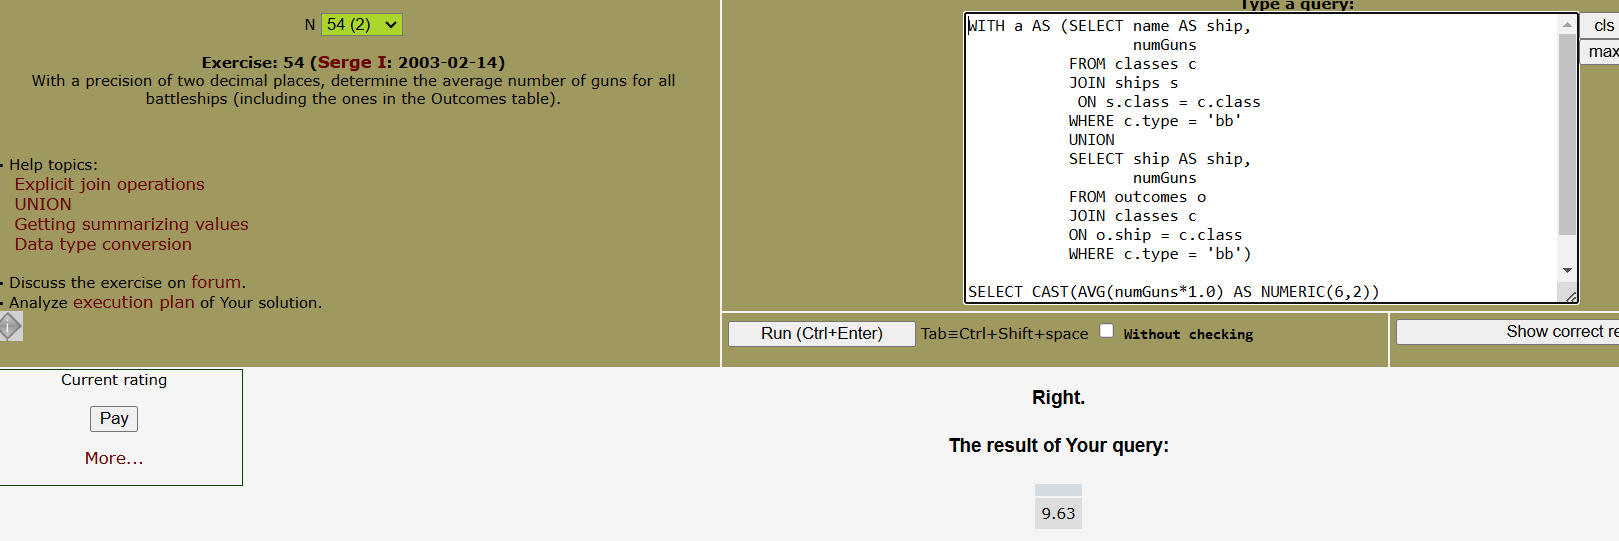 N 54 (2)
Exercise: 54 (Serge I: 2003-02-14)
With a precision of two decimal places, determine the average number of guns for all
battleships (including the ones in the Outcomes table).
▪ Help topics:
Explicit join operations
UNION
Getting summarizing values
Data type conversion
▪ Discuss the exercise on forum.
▪ Analyze execution plan of Your solution.
Type a query:
WITH a AS (SELECT name AS ship,
numGuns
FROM classes c
JOIN ships s
ON s.class = c.class
WHERE c.type = 'bb'
UNION
SELECT ship AS ship,
numGuns
FROM outcomes o
JOIN classes c
ON o.ship = c.class
WHERE c.type = 'bb')
SELECT CAST(AVG(numGuns*1.0) AS NUMERIC(6,2))
cls
max
Run (Ctrl+Enter) Tab≡Ctrl+Shift+space Without checking
Show correct re
Current rating
Pay
More...
Right.
The result of Your query:
9.63